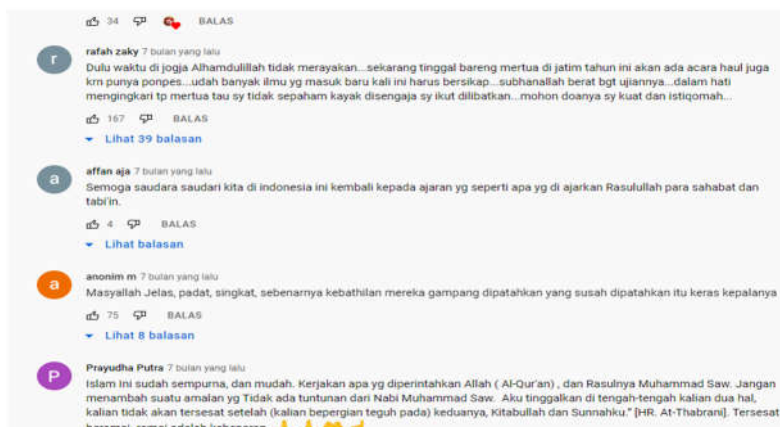 34 BALAS
r
rafah zaky 7 bulan yang lalu
Dulu waktu di jogja Alhamdulillah tidak merayakan...sekarang tinggal bareng mertua di jatim tahun ini akan ada acara haul juga
krn punya ponpes...udah banyak ilmu yg masuk baru kali ini harus bersikap...subhanallah berat bgt ujiannya...dalam hati
mengingkari tp mertua tau sy tidak sepaham kayak disengaja sy ikut dilibatkan...mohon doanya sy kuat dan istiqomah...
167 BALAS
Lihat 39 balasan
a
affan aja 7 bulan yang lalu
Semoga saudara saudari kita di indonesia ini kembali kepada ajaran yg seperti apa yg di ajarkan Rasulullah para sahabat dan
tabi'in.
4 BALAS
Lihat balasan
a
anonim m 7 bulan yang lalu
Masyallah Jelas, padat, singkat, sebenarnya kebathilan mereka gampang dipatahkan yang susah dipatahkan itu keras kepalanya
75 BALAS
Lihat 8 balasan
P
Prayudha Putra 7 bulan yang lalu
Islam Ini sudah sempurna, dan mudah. Kerjakan apa yg diperintahkan Allah ( Al-Qur'an) , dan Rasulnya Muhammad Saw. Jangan
menambah suatu amalan yg Tidak ada tuntunan dari Nabi Muhammad Saw. Aku tinggalkan di tengah-tengah kalian dua hal,
kalian tidak akan tersesat setelah (kalian bepergian teguh pada) keduanya, Kitabullah dan Sunnahku." [HR. At-Thabrani]. Tersesat